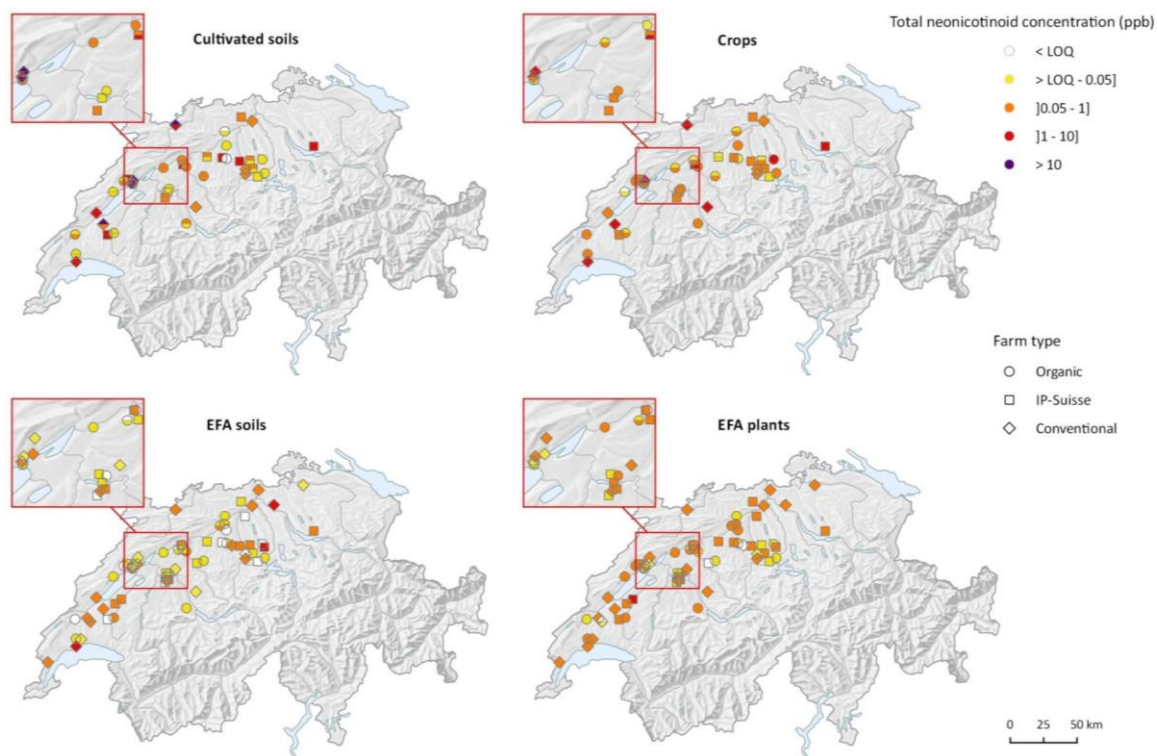 Cultivated soils
Crops
Total neonicotinoid concentration (ppb)
< LOQ
> LOQ - 0.05]
]0.05 - 1]
]1 - 10]
> 10
Farm type
Organic
IP-Suisse
Conventional
EFA soils
EFA plants
0 25 50 km